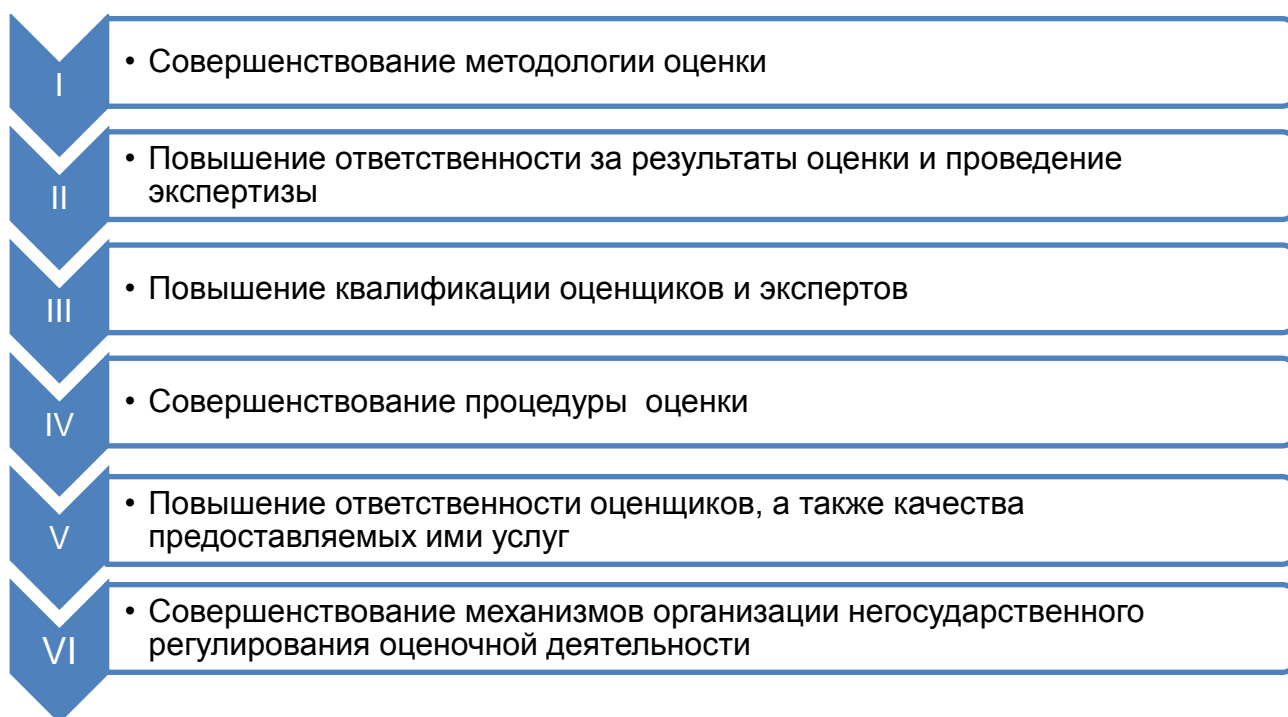 I
• Совершенствование методологии оценки
II
• Повышение ответственности за результаты оценки и проведение
экспертизы
III
• Повышение квалификации оценщиков и экспертов
IV
• Совершенствование процедуры  оценки
V
• Повышение ответственности оценщиков, а также качества
предоставляемых ими услуг
VI
• Совершенствование механизмов организации негосударственного
регулирования оценочной деятельности